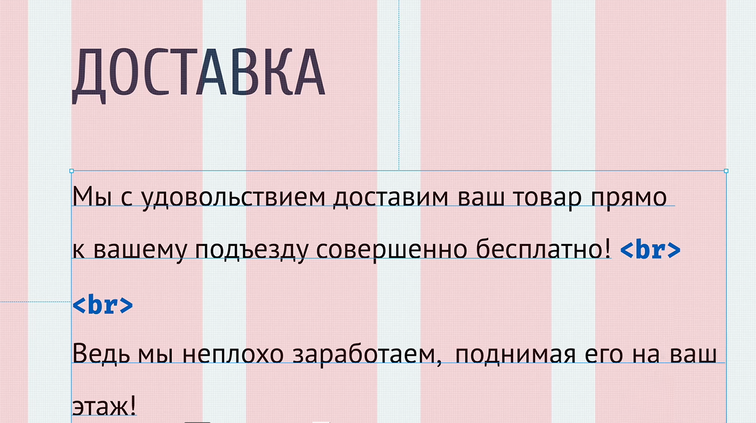 ДОСТАВКА
Мы с удовольствием доставим ваш товар прямо
к вашему подъезду совершенно бесплатно! <br>
<br>
Ведь мы неплохо заработаем, поднимая его на ваш
этаж!